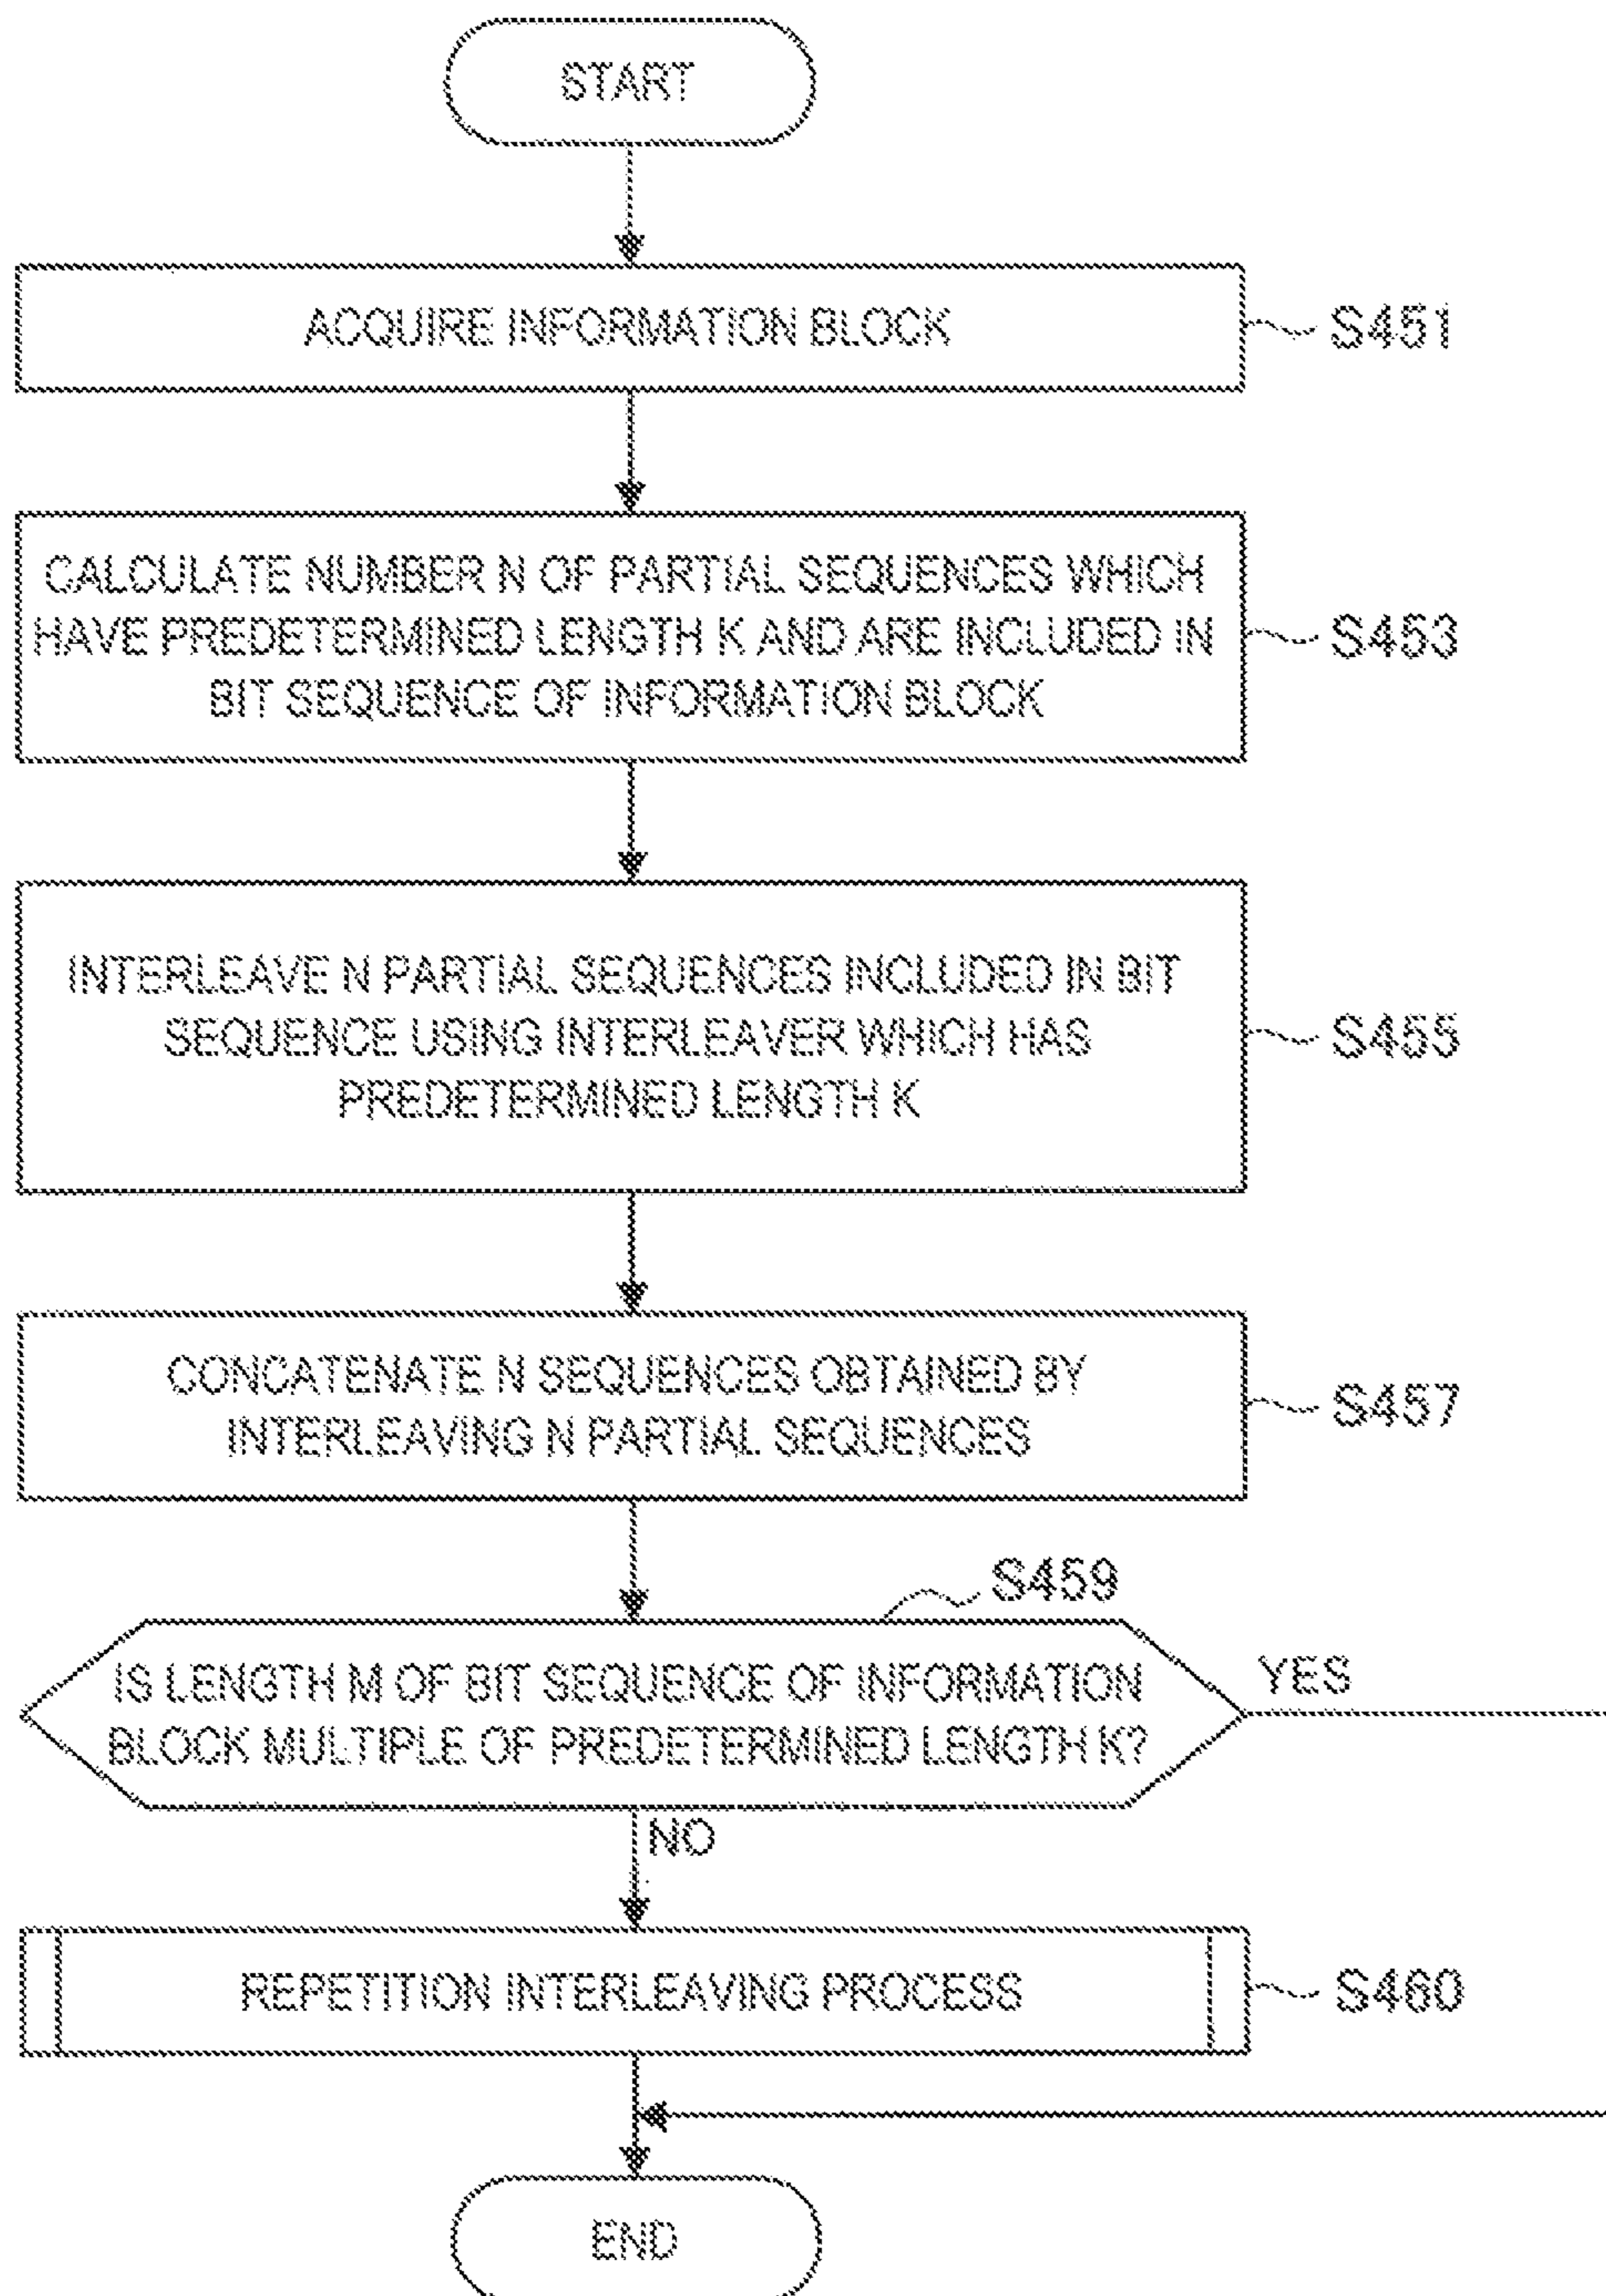 START
ACQUIRE INFORMATION BLOCK
S451
CALCULATE NUMBER N OF PARTIAL SEQUENCES WHICH
HAVE PREDETERMINED LENGTH K AND ARE INCLUDED IN
BIT SEQUENCE OF INFORMATION BLOCK
S453
INTERLEAVE N PARTIAL SEQUENCES INCLUDED IN BIT
SEQUENCE USING INTERLEAVER WHICH HAS
PREDETERMINED LENGTH K
S455
CONCATENATE N SEQUENCES OBTAINED BY
INTERLEAVING N PARTIAL SEQUENCES
S457
S459
IS LENGTH M OF BIT SEQUENCE OF INFORMATION
BLOCK MULTIPLE OF PREDETERMINED LENGTH K?
YES
NO
REPETITION INTERLEAVING PROCESS
S460
END